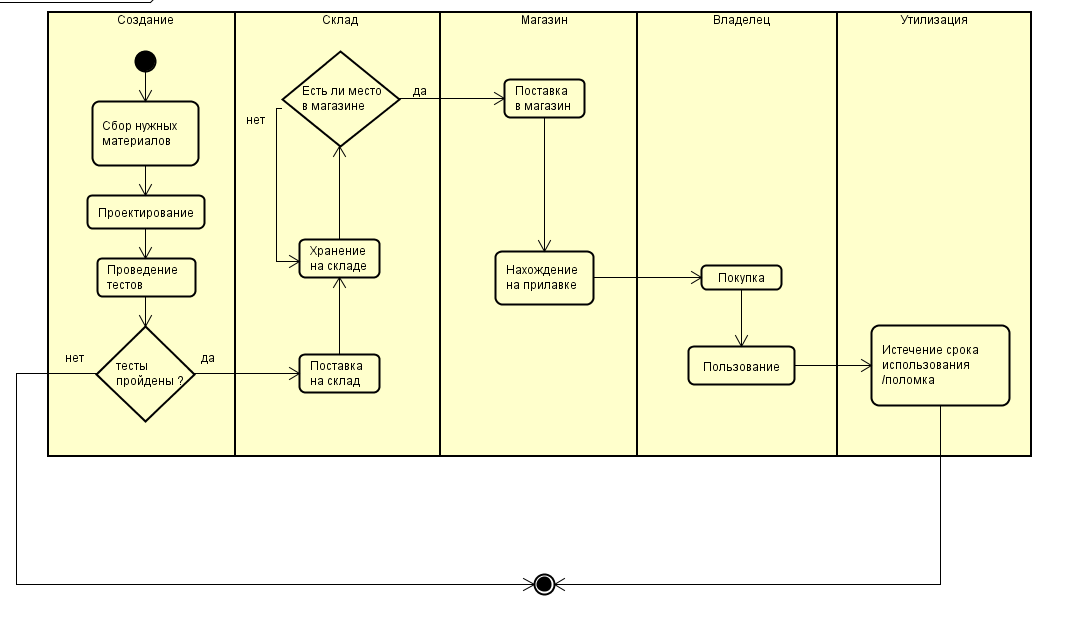 Создание
Склад
Магазин
Владелец
Утилизация
Сбор нужных
материалов
Проектирование
Проведение
тестов
тесты
пройдены ?
нет
да
Есть ли место
в магазине
да
нет
Хранение
на складе
Поставка
на склад
Поставка
в магазин
Нахождение
на прилавке
Покупка
Пользование
Истечение срока
использования
/поломка